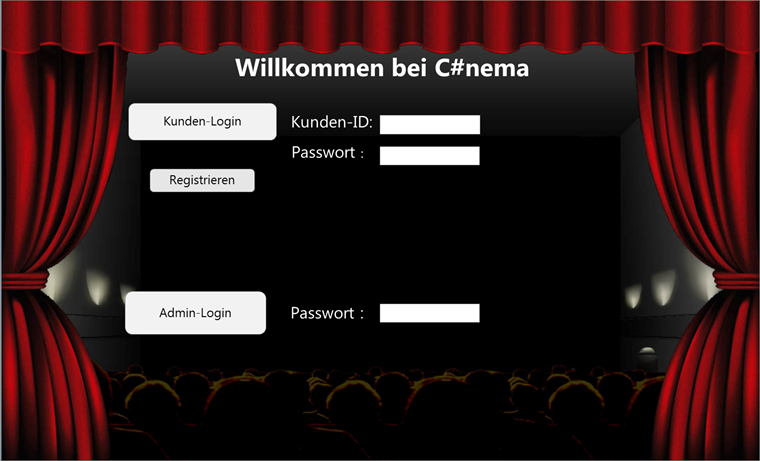 Willkommen bei C#nema
Kunden-Login
Kunden-ID:
Passwort :
Registrieren
Admin-Login
Passwort :